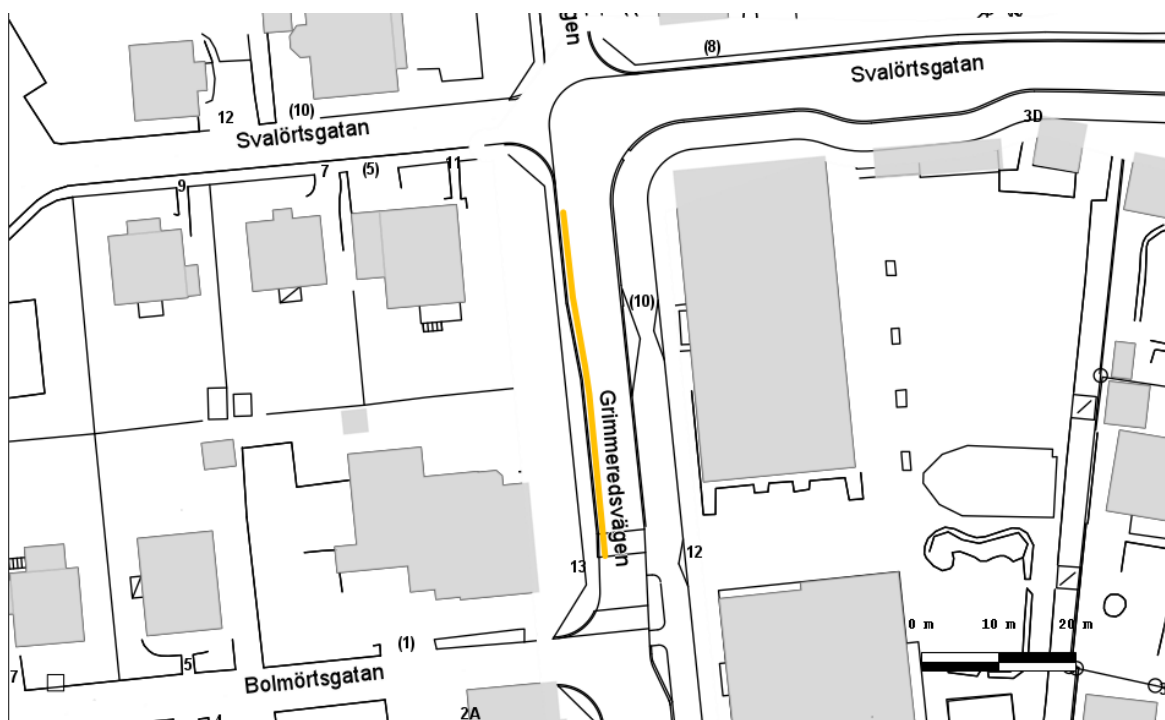 (8)
Svalörtsgatan
12
(10)
Svalörtsgatan
3D
9
7
(5)
11
(10)
Grimmeredsvägen
13
12
0 m 10 m 20 m
(1)
5
7
Bolmörtsgatan
2A